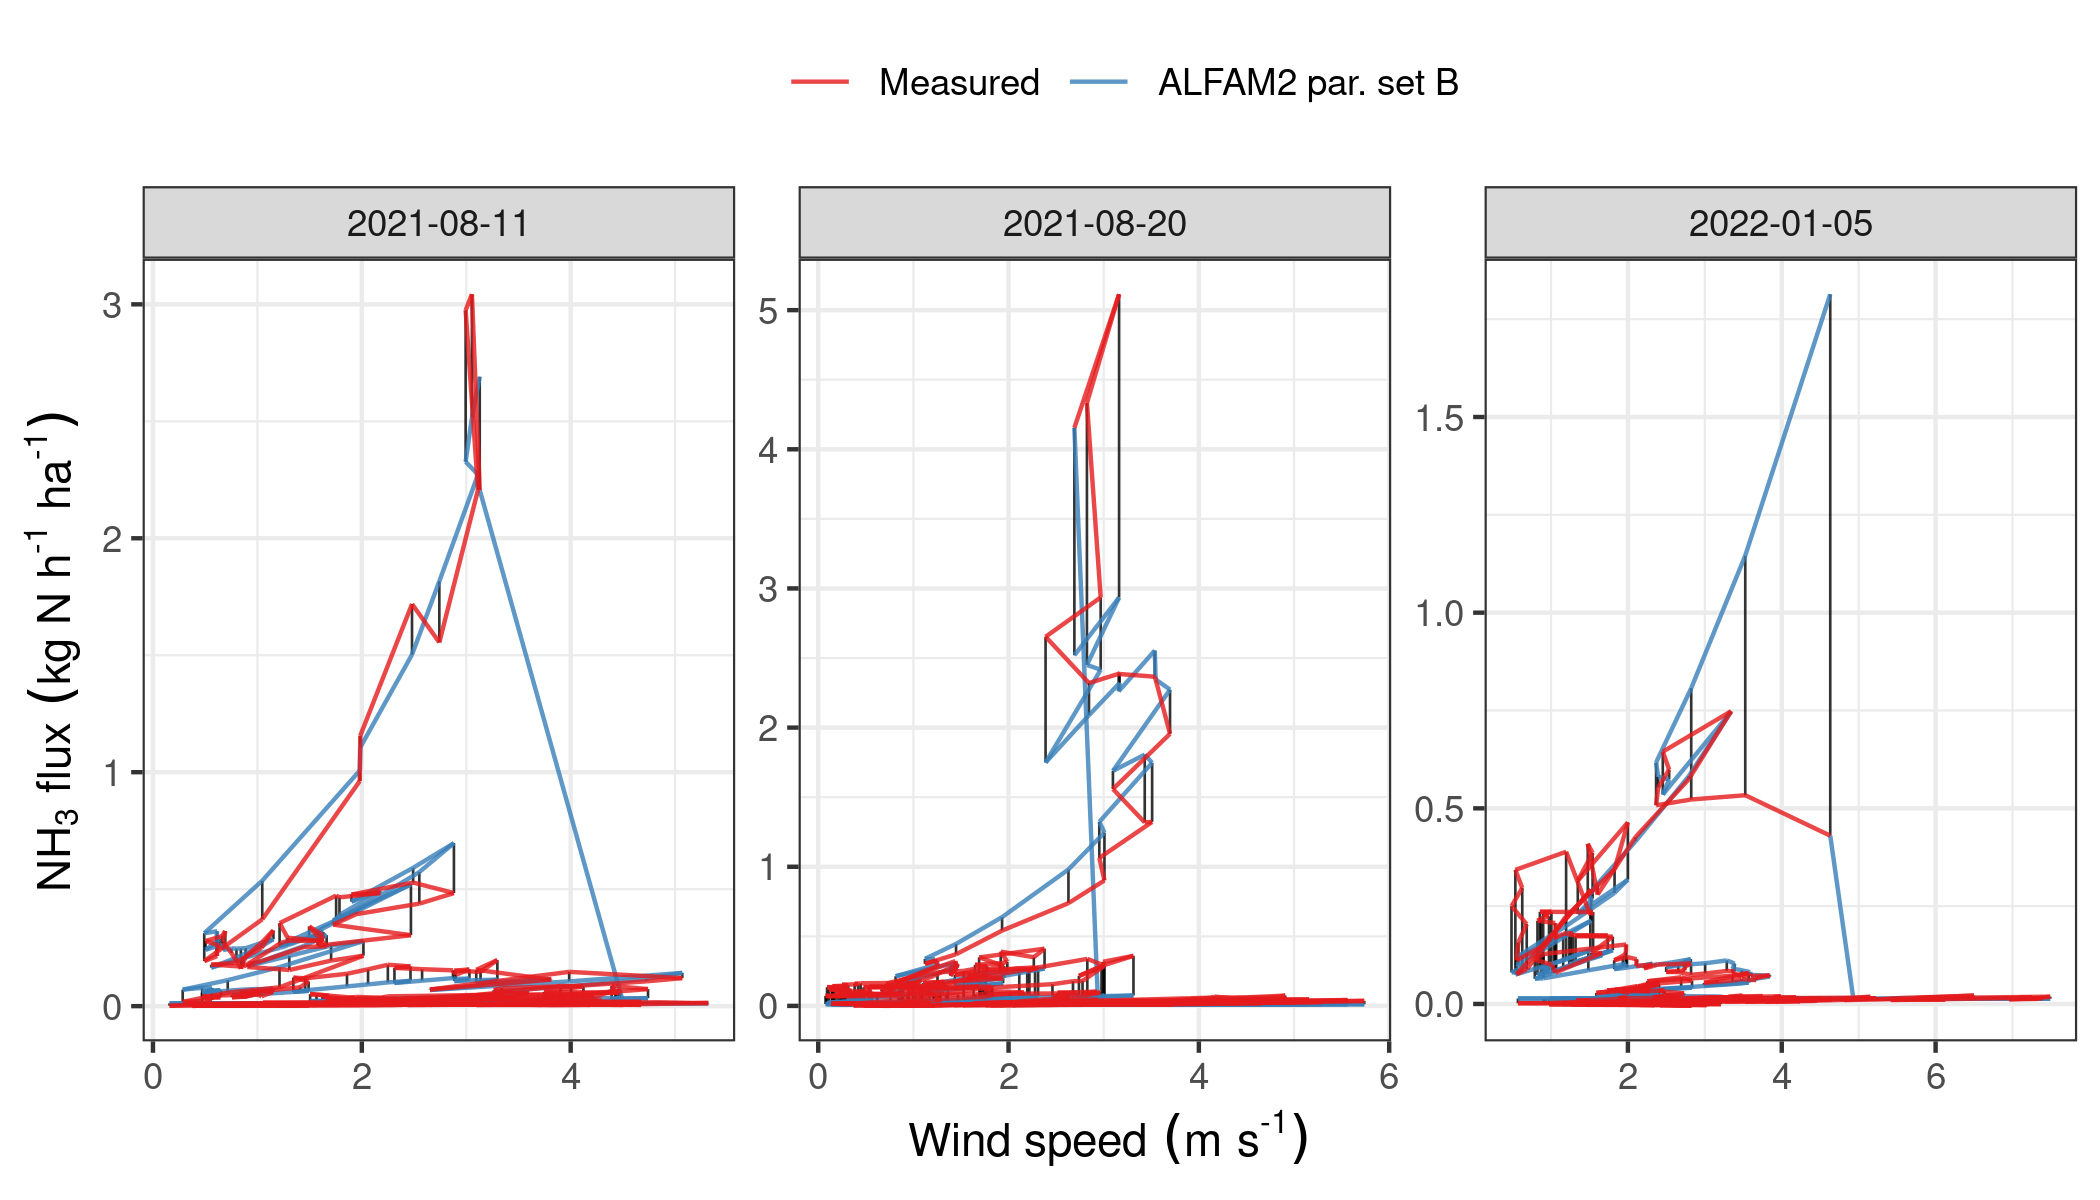 Measured ALFAM2 par. set B
2021-08-11 2021-08-20 2022-01-05
NH₃ flux (kg N h⁻¹ ha⁻¹)
3
2
1
0
5
4
3
2
1
0
1.5
1.0
0.5
0.0
0 2 4
0 2 4 6
2 4 6
Wind speed (m s⁻¹)